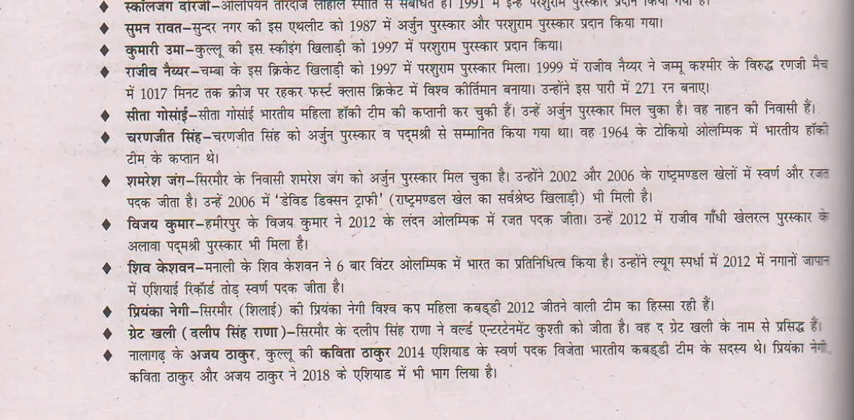 स्कालजंग दोरजी–ओलंपियन तीरंदाज लाहौल स्पीति से संबंधित हैं। 1991 में इन्हें परशुराम पुरस्कार प्रदान किया गया है।
सुमन रावत–सुन्दर नगर की इस एथलीट को 1987 में अर्जुन पुरस्कार और परशुराम पुरस्कार प्रदान किया गया।
कुमारी उमा–कुल्लू की इस स्कीइंग खिलाड़ी को 1997 में परशुराम पुरस्कार प्रदान किया।
राजीव नैय्यर–चम्बा के इस क्रिकेट खिलाड़ी को 1997 में परशुराम पुरस्कार मिला। 1999 में राजीव नैय्यर ने जम्मू कश्मीर के विरुद्ध रणजी मैच
में 1017 मिनट तक क्रीज पर रहकर फर्स्ट क्लास क्रिकेट में विश्व कीर्तिमान बनाया। उन्होंने इस पारी में 271 रन बनाए।
सीता गोसांई–सीता गोसांई भारतीय महिला हॉकी टीम की कप्तानी कर चुकी हैं। उन्हें अर्जुन पुरस्कार मिल चुका है। वह नाहन की निवासी हैं।
चरणजीत सिंह–चरणजीत सिंह को अर्जुन पुरस्कार व पद्मश्री से सम्मानित किया गया था। वह 1964 के टोकियो ओलम्पिक में भारतीय हॉकी
टीम के कप्तान थे।
शमरेश जंग–सिरमौर के निवासी शमरेश जंग को अर्जुन पुरस्कार मिल चुका है। उन्होंने 2002 और 2006 के राष्ट्रमण्डल खेलों में स्वर्ण और रजत
पदक जीता है। उन्हें 2006 में 'डेविड डिक्सन ट्राफी' (राष्ट्रमण्डल खेल का सर्वश्रेष्ठ खिलाड़ी) भी मिली है।
विजय कुमार–हमीरपुर के विजय कुमार ने 2012 के लंदन ओलम्पिक में रजत पदक जीता। उन्हें 2012 में राजीव गाँधी खेलरत्न पुरस्कार के
अलावा पद्मश्री पुरस्कार भी मिला है।
शिव केशवन–मनाली के शिव केशवन ने 6 बार विंटर ओलम्पिक में भारत का प्रतिनिधित्व किया है। उन्होंने ल्यूग स्पर्धा में 2012 में नगानों जापान
में एशियाई रिकॉर्ड तोड़ स्वर्ण पदक जीता है।
प्रियंका नेगी–सिरमौर (शिलाई) की प्रियंका नेगी विश्व कप महिला कबड्डी 2012 जीतने वाली टीम का हिस्सा रही हैं।
ग्रेट खली (दलीप सिंह राणा)–सिरमौर के दलीप सिंह राणा ने वर्ल्ड एन्टरटेनमेंट कुश्ती को जीता है। वह द ग्रेट खली के नाम से प्रसिद्ध हैं।
नालागढ़ के अजय ठाकुर, कुल्लू की कविता ठाकुर 2014 एशियाड के स्वर्ण पदक विजेता भारतीय कबड्डी टीम के सदस्य थे। प्रियंका नेगी,
कविता ठाकुर और अजय ठाकुर ने 2018 के एशियाड में भी भाग लिया है।